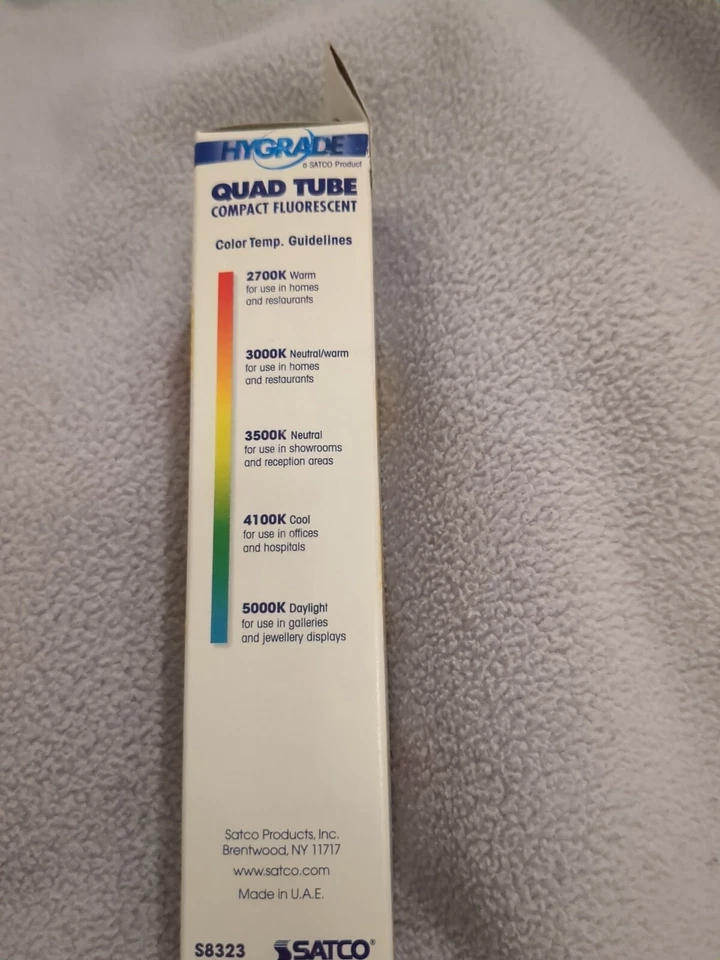 HYGRADE
a SATCO Product
QUAD TUBE
COMPACT FLUORESCENT
Color Temp. Guidelines
2700K Warm
for use in homes
and restaurants
3000K Neutral/warm
for use in homes
and restaurants
3500K Neutral
for use in showrooms
and reception areas
4100K Cool
for use in offices
and hospitals
5000K Daylight
for use in galleries
and jewellery displays
Satco Products, Inc.
Brentwood, NY 11717
www.satco.com
Made in U.A.E.
S8323 SATCO®